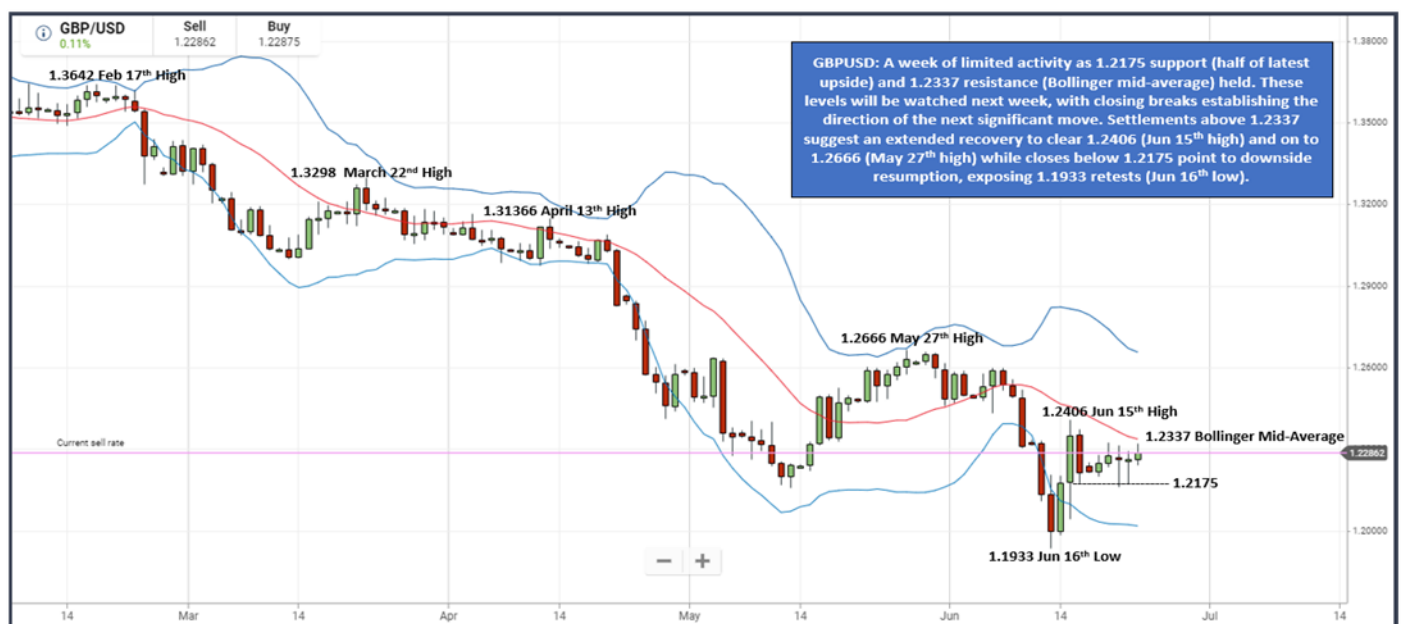 GBP/USD
0.11%
Sell
1.22862
Buy
1.22875
GBPUSD: A week of limited activity as 1.2175 support (half of latest
upside) and 1.2337 resistance (Bollinger mid-average) held. These
levels will be watched next week, with closing breaks establishing the
direction of the next significant move. Settlements above 1.2337
suggest an extended recovery to clear 1.2406 (Jun 15th high) and on to
1.2666 (May 27th high) while closes below 1.2175 point to downside
resumption, exposing 1.1933 retests (Jun 16th low).
1.3642 Feb 17th High
1.3298 March 22nd High
1.31366 April 13th High
1.2666 May 27th High
1.2406 Jun 15th High
1.2337 Bollinger Mid-Average
Current sell rate
1.2175
1.1933 Jun 16th Low
1.38000
1.35000
1.32000
1.29000
1.26000
1.22862
1.20000
14
Mar
14
Apr
14
May
14
Jun
14
Jul
14